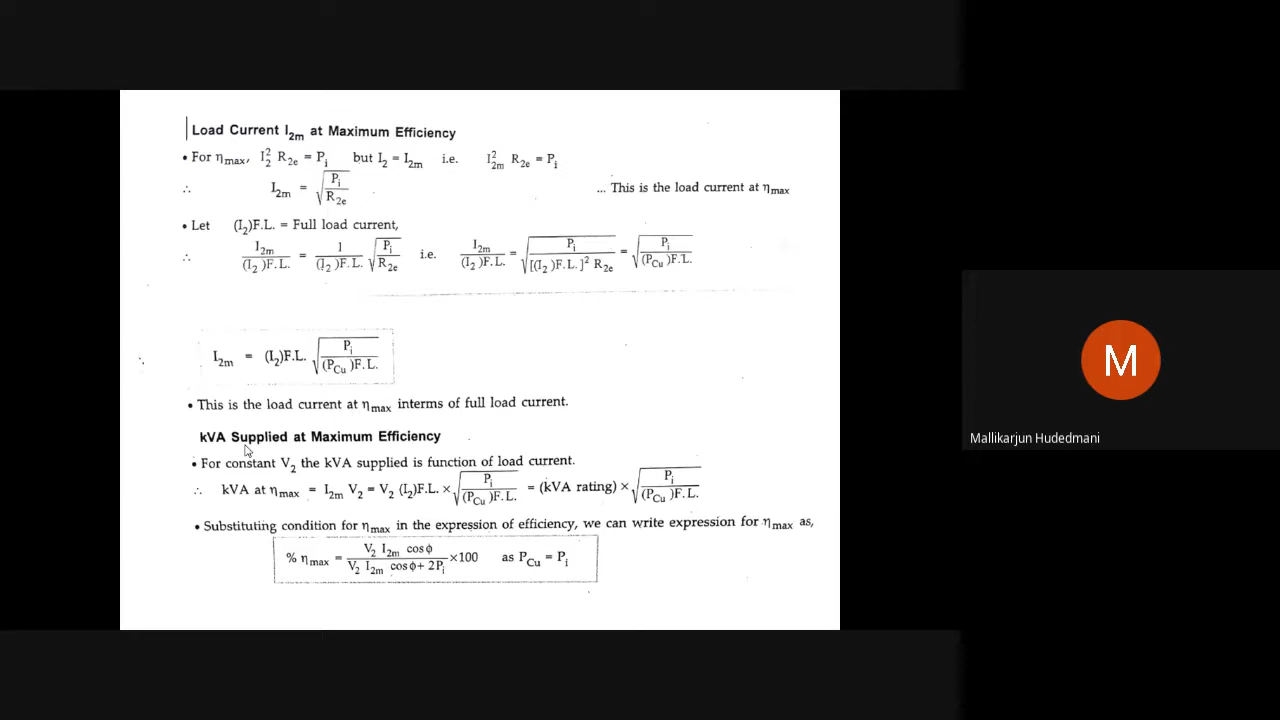 Load Current I2m at Maximum Efficiency
• For ηmax, I2² R2e = Pi but I2 = I2m i.e. I2m² R2e = Pi
∴ I2m = √(Pi / R2e) ... This is the load current at ηmax
• Let (I2)F.L. = Full load current,
∴ I2m / (I2)F.L. = 1 / (I2)F.L. √(Pi / R2e) i.e. I2m / (I2)F.L. = √(Pi / [(I2)F.L.]² R2e) = √(Pi / (PCu)F.L.)
∴ I2m = (I2)F.L. √(Pi / (PCu)F.L.)
• This is the load current at ηmax interms of full load current.
kVA Supplied at Maximum Efficiency
• For constant V2 the kVA supplied is function of load current.
∴ kVA at ηmax = I2m V2 = V2 (I2)F.L. × √(Pi / (PCu)F.L.) = (kVA rating) × √(Pi / (PCu)F.L.)
• Substituting condition for ηmax in the expression of efficiency, we can write expression for ηmax as,
% ηmax = V2 I2m cos ϕ / V2 I2m cos ϕ + 2Pi ×100 as PCu = Pi
M
Mallikarjun Hudedmani